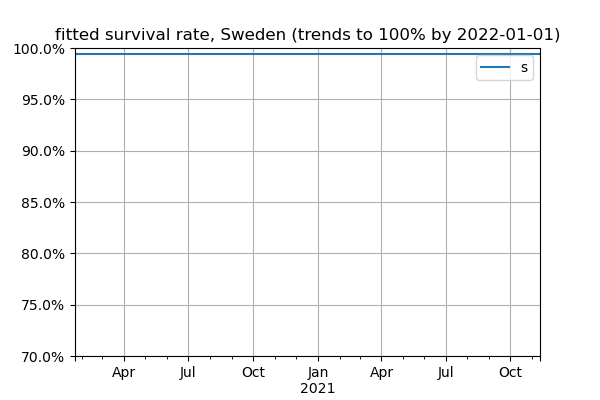 fitted survival rate, Sweden (trends to 100% by 2022-01-01)
100.0%
s
95.0%
90.0%
85.0%
80.0%
75.0%
70.0%
Apr Jul Oct Jan Apr Jul Oct
2021